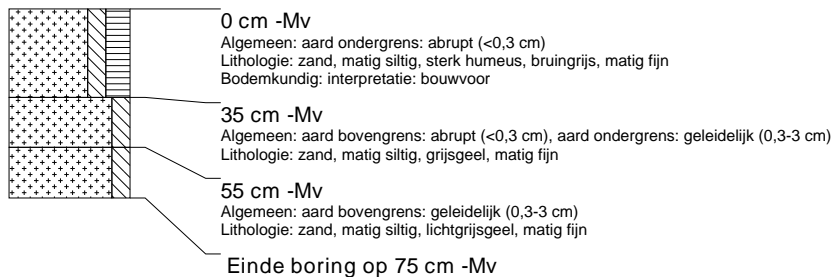 0 cm -Mv
Algemeen: aard ondergrens: abrupt (<0,3 cm)
Lithologie: zand, matig siltig, sterk humeus, bruingrijs, matig fijn
Bodemkundig: interpretatie: bouwvoor
35 cm -Mv
Algemeen: aard bovengrens: abrupt (<0,3 cm), aard ondergrens: geleidelijk (0,3-3 cm)
Lithologie: zand, matig siltig, grijsgeel, matig fijn
55 cm -Mv
Algemeen: aard bovengrens: geleidelijk (0,3-3 cm)
Lithologie: zand, matig siltig, lichtgrijsgeel, matig fijn
Einde boring op 75 cm -Mv